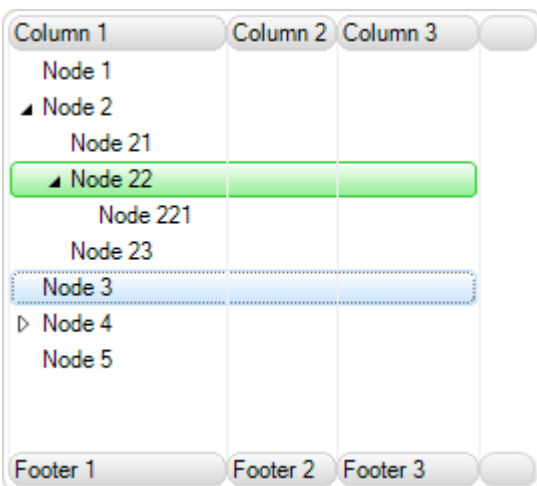 Column 1 Column 2 Column 3
Node 1
Node 2
Node 21
Node 22
Node 221
Node 23
Node 3
Node 4
Node 5
Footer 1 Footer 2 Footer 3